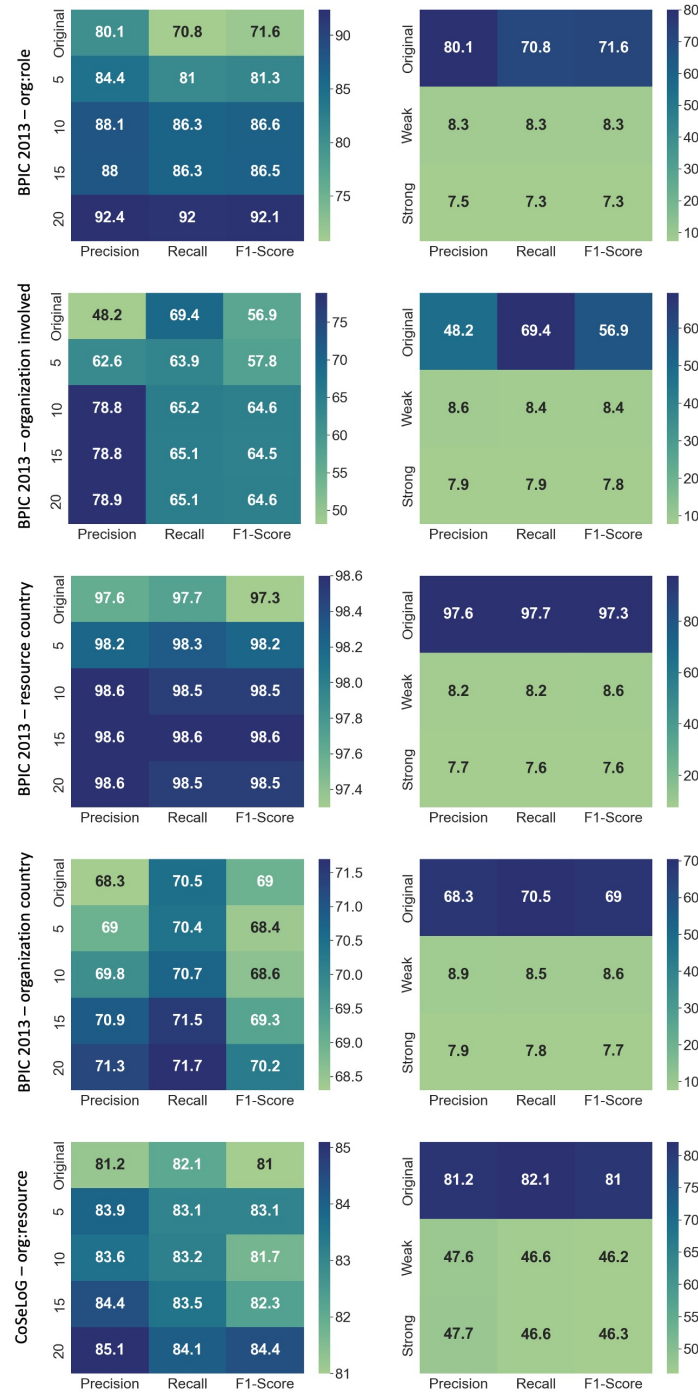 BPIC 2013 – org:role
Original 80.1 70.8 71.6
5 84.4 81 81.3
10 88.1 86.3 86.6
15 88 86.3 86.5
20 92.4 92 92.1
Precision Recall F1-Score
90
85
80
75
Original 80.1 70.8 71.6
Weak 8.3 8.3 8.3
Strong 7.5 7.3 7.3
Precision Recall F1-Score
80
70
60
50
40
30
20
10
BPIC 2013 – organization involved
Original 48.2 69.4 56.9
5 62.6 63.9 57.8
10 78.8 65.2 64.6
15 78.8 65.1 64.5
20 78.9 65.1 64.6
Precision Recall F1-Score
75
70
65
60
55
50
Original 48.2 69.4 56.9
Weak 8.6 8.4 8.4
Strong 7.9 7.9 7.8
Precision Recall F1-Score
60
50
40
30
20
10
BPIC 2013 – resource country
Original 97.6 97.7 97.3
5 98.2 98.3 98.2
10 98.6 98.5 98.5
15 98.6 98.6 98.6
20 98.6 98.5 98.5
Precision Recall F1-Score
98.6
98.4
98.2
98.0
97.8
97.6
97.4
Original 97.6 97.7 97.3
Weak 8.2 8.2 8.6
Strong 7.7 7.6 7.6
Precision Recall F1-Score
80
60
40
20
BPIC 2013 – organization country
Original 68.3 70.5 69
5 69 70.4 68.4
10 69.8 70.7 68.6
15 70.9 71.5 69.3
20 71.3 71.7 70.2
Precision Recall F1-Score
71.5
71.0
70.5
70.0
69.5
69.0
68.5
Original 68.3 70.5 69
Weak 8.9 8.5 8.6
Strong 7.9 7.8 7.7
Precision Recall F1-Score
70
60
50
40
30
20
10
CoSeLoG – org:resource
Original 81.2 82.1 81
5 83.9 83.1 83.1
10 83.6 83.2 81.7
15 84.4 83.5 82.3
20 85.1 84.1 84.4
Precision Recall F1-Score
85
84
83
82
81
Original 81.2 82.1 81
Weak 47.6 46.6 46.2
Strong 47.7 46.6 46.3
Precision Recall F1-Score
80
75
70
65
60
55
50